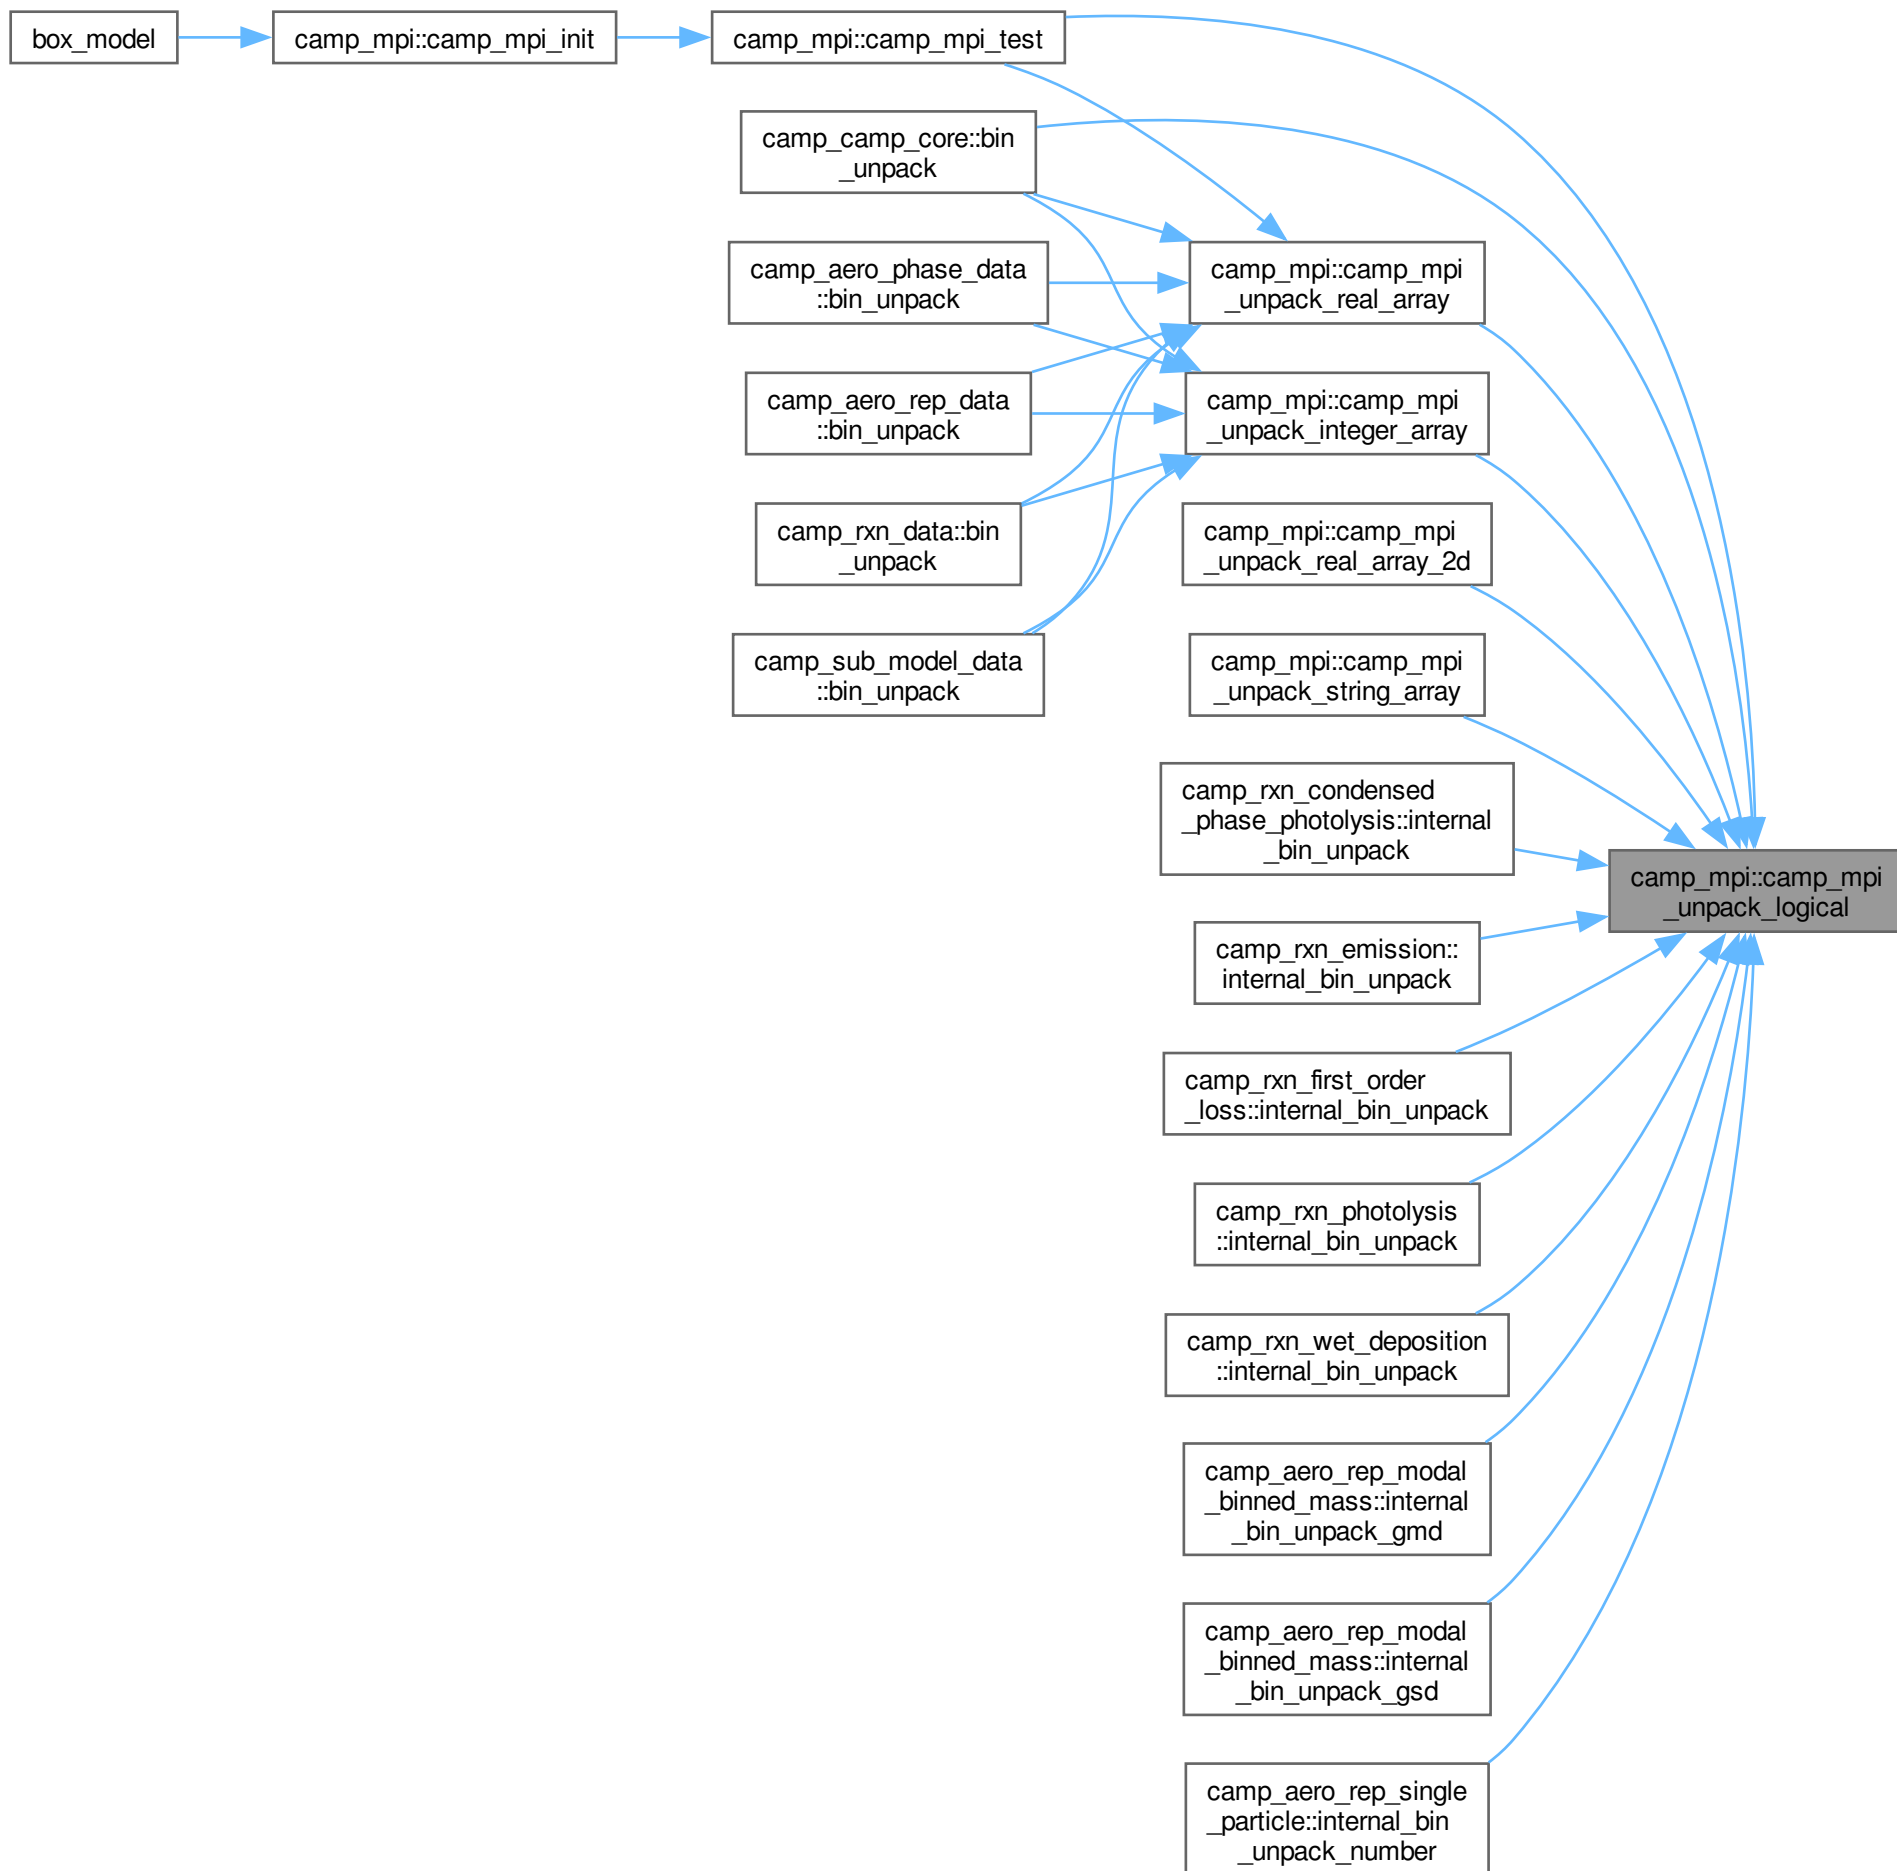 box_model
camp_mpi::camp_mpi_init
camp_mpi::camp_mpi_test
camp_camp_core::bin
_unpack
camp_aero_phase_data
::bin_unpack
camp_mpi::camp_mpi
_unpack_real_array
camp_aero_rep_data
::bin_unpack
camp_mpi::camp_mpi
_unpack_integer_array
camp_rxn_data::bin
_unpack
camp_mpi::camp_mpi
_unpack_real_array_2d
camp_sub_model_data
::bin_unpack
camp_mpi::camp_mpi
_unpack_string_array
camp_rxn_condensed
_phase_photolysis::internal
_bin_unpack
camp_mpi::camp_mpi
_unpack_logical
camp_rxn_emission::
internal_bin_unpack
camp_rxn_first_order
_loss::internal_bin_unpack
camp_rxn_photolysis
::internal_bin_unpack
camp_rxn_wet_deposition
::internal_bin_unpack
camp_aero_rep_modal
_binned_mass::internal
_bin_unpack_gmd
camp_aero_rep_modal
_binned_mass::internal
_bin_unpack_gsd
camp_aero_rep_single
_particle::internal_bin
_unpack_number